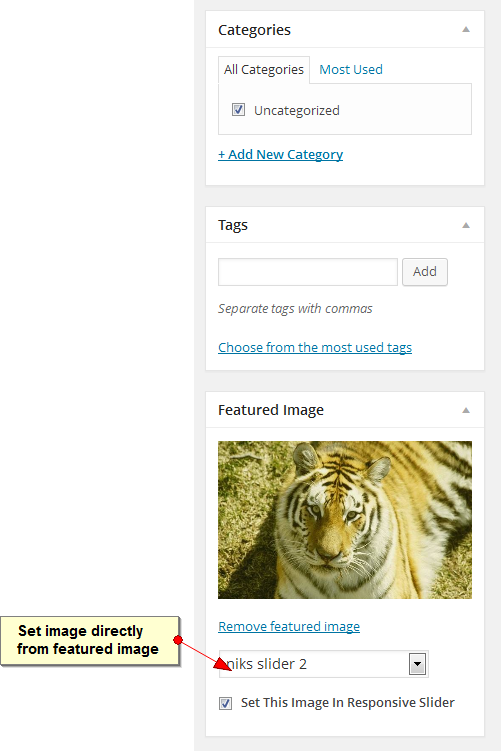 Categories
All Categories Most Used
Uncategorized
+ Add New Category
Tags
Add
Separate tags with commas
Choose from the most used tags
Featured Image
Remove featured image
Set image directly
from featured image
niks slider 2
Set This Image In Responsive Slider